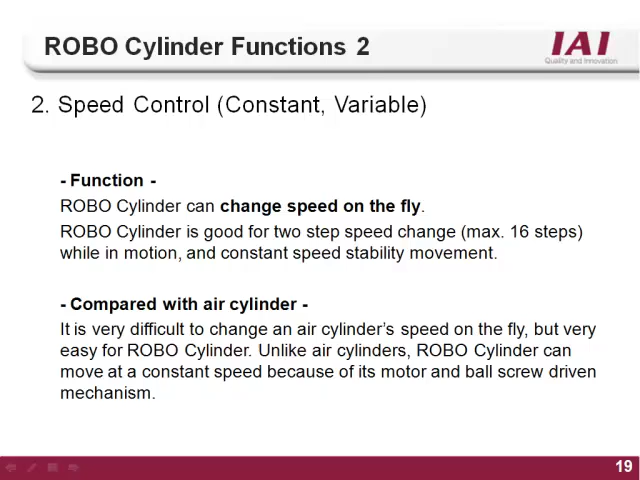 ROBO Cylinder Functions 2
IAI
Quality and Innovation
2. Speed Control (Constant, Variable)
- Function -
ROBO Cylinder can change speed on the fly.
ROBO Cylinder is good for two step speed change (max. 16 steps)
while in motion, and constant speed stability movement.
- Compared with air cylinder -
It is very difficult to change an air cylinder's speed on the fly, but very
easy for ROBO Cylinder. Unlike air cylinders, ROBO Cylinder can
move at a constant speed because of its motor and ball screw driven
mechanism.
19